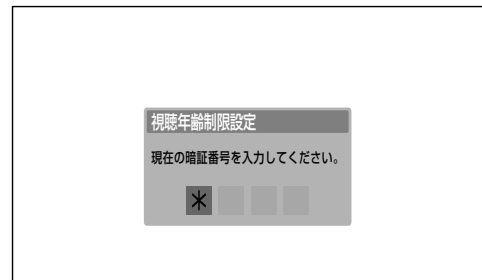 視聴年齢制限設定
現在の暗証番号を入力してください。
＊